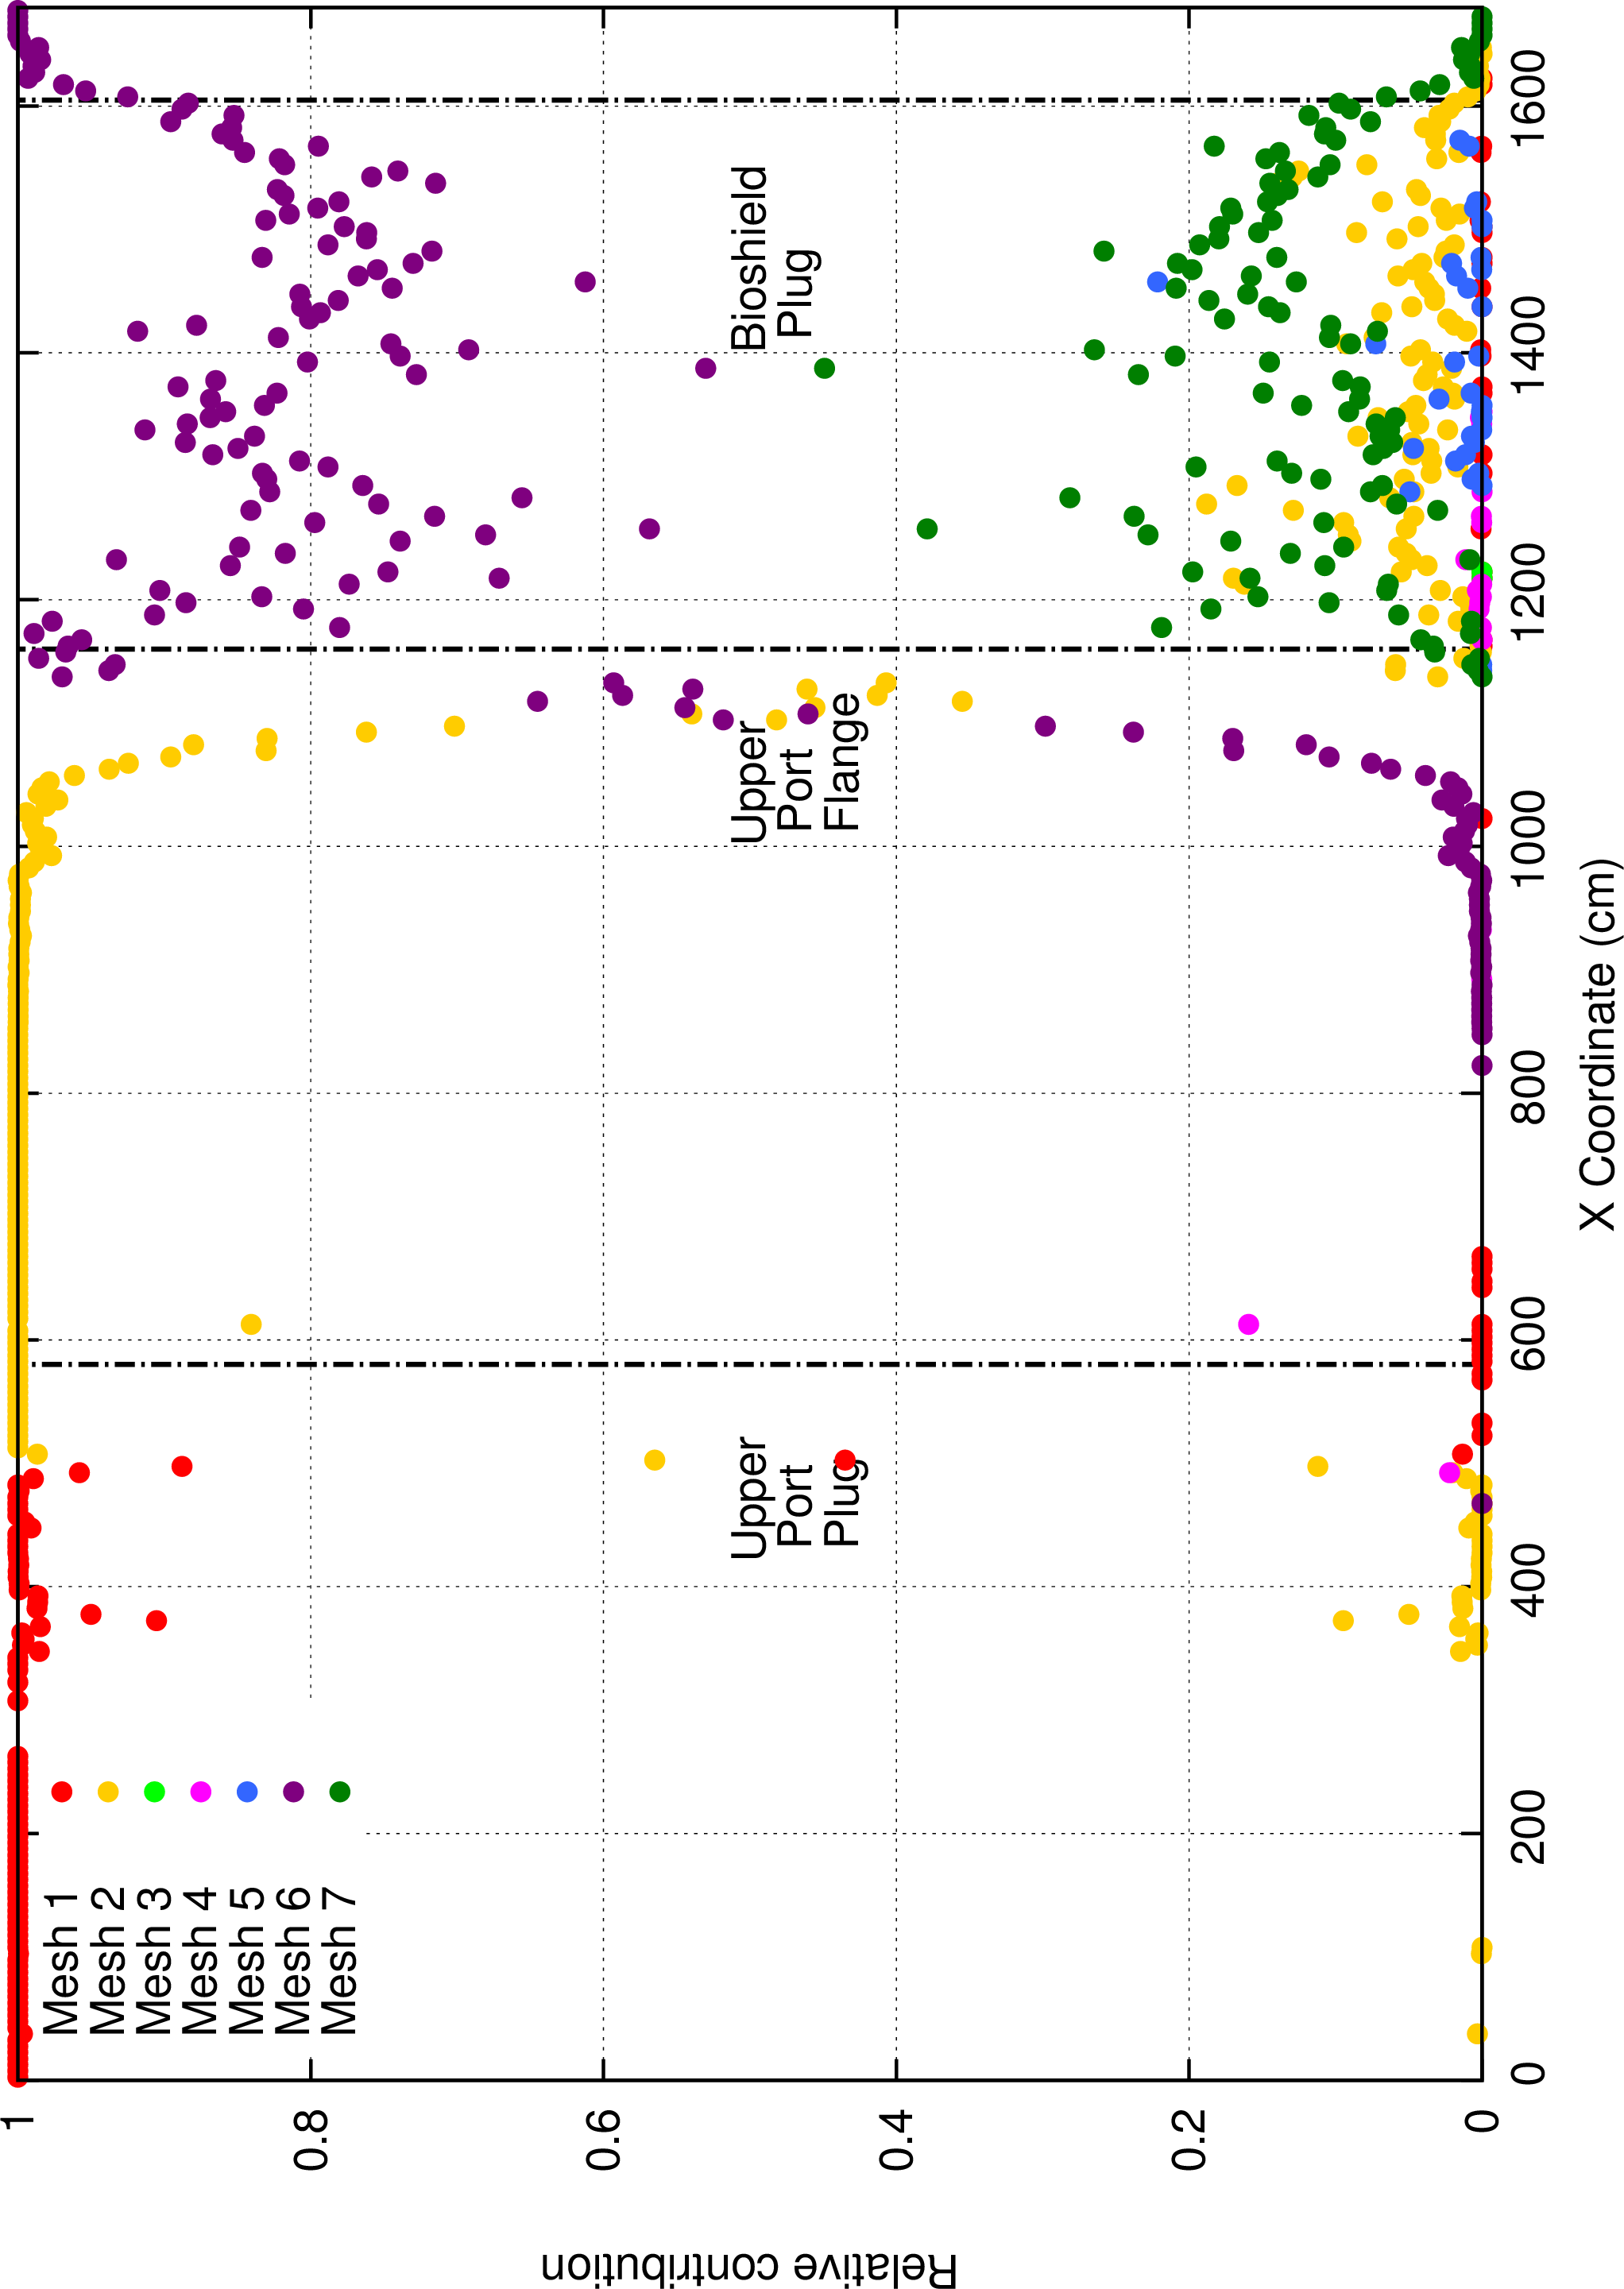 Relative contribution
1
0.8
0.6
0.4
0.2
0
0
200
400
600
800
1000
1200
1400
1600
X Coordinate (cm)
Mesh 1
Mesh 2
Mesh 3
Mesh 4
Mesh 5
Mesh 6
Mesh 7
Upper
Port
Plug
Upper
Port
Flange
Bioshield
Plug